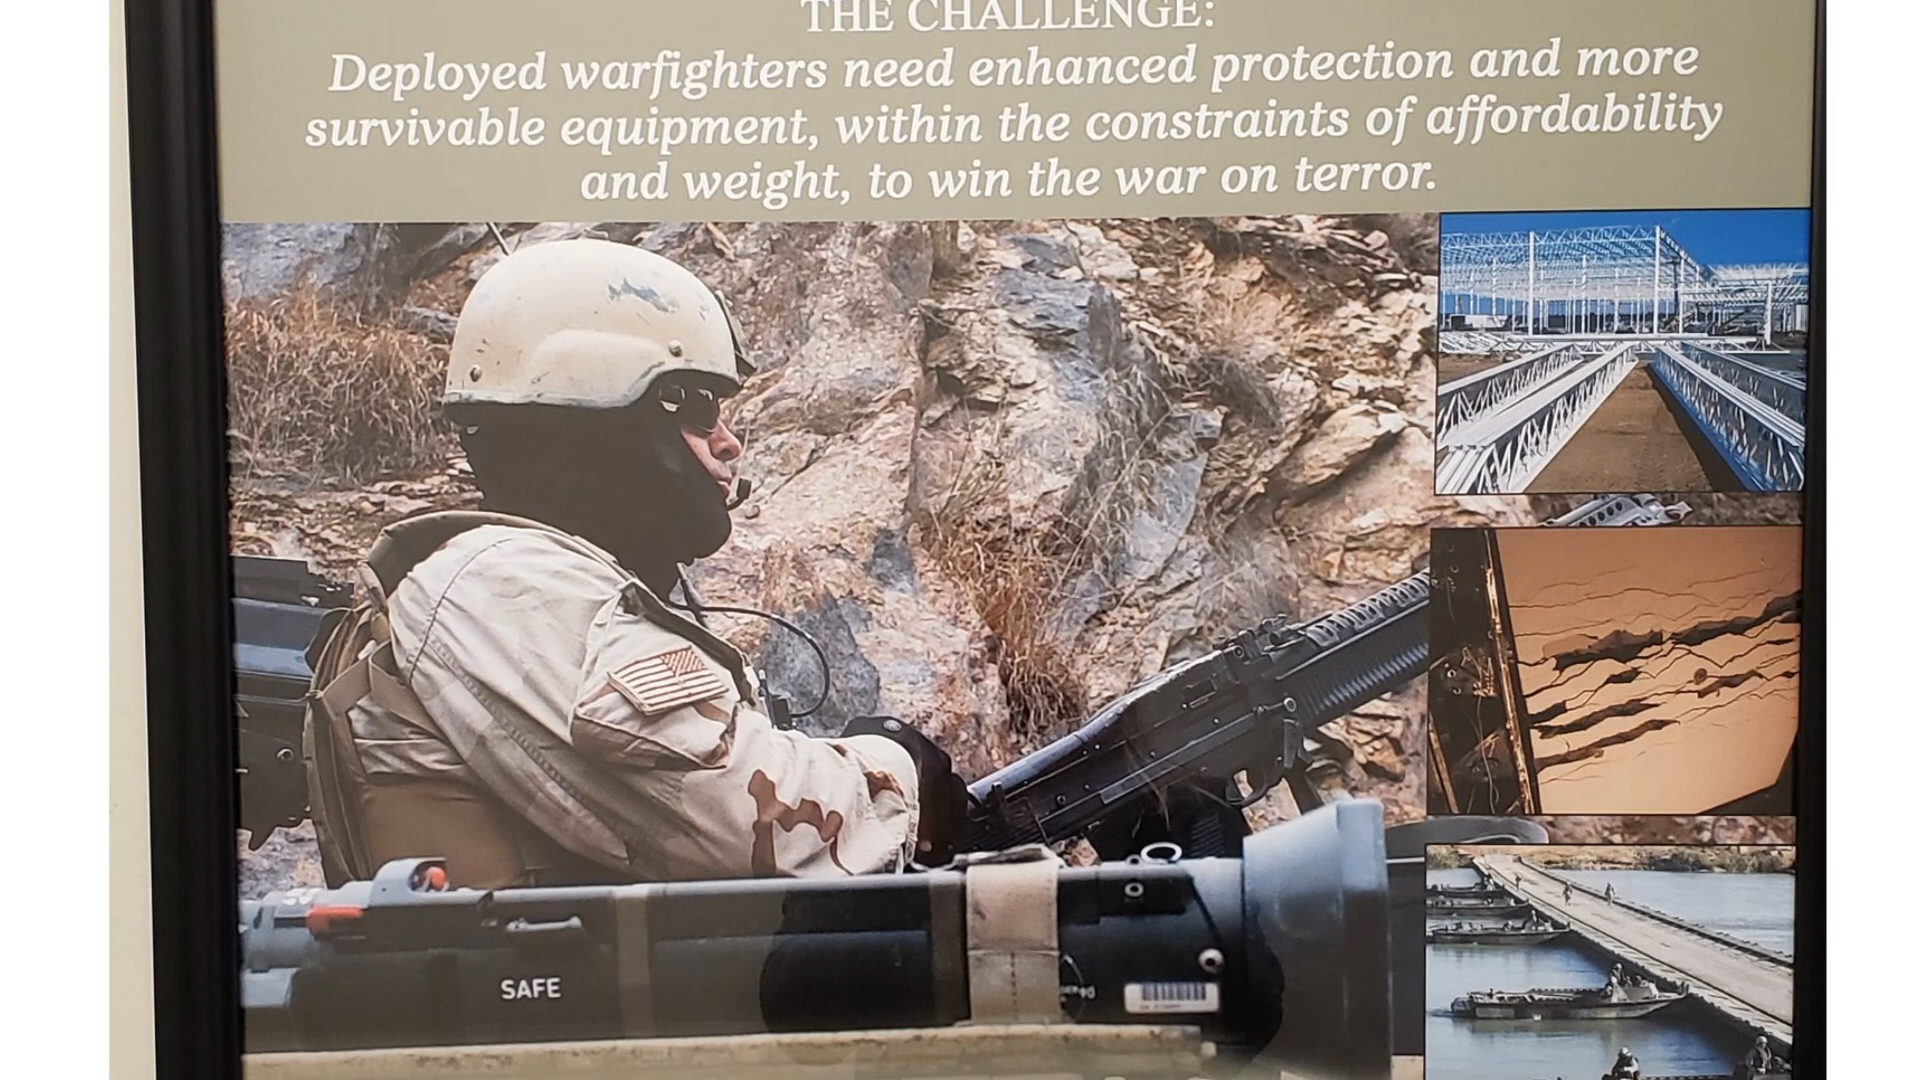 THE CHALLENGE:
Deployed warfighters need enhanced protection and more
survivable equipment, within the constraints of affordability
and weight, to win the war on terror.
SAFE